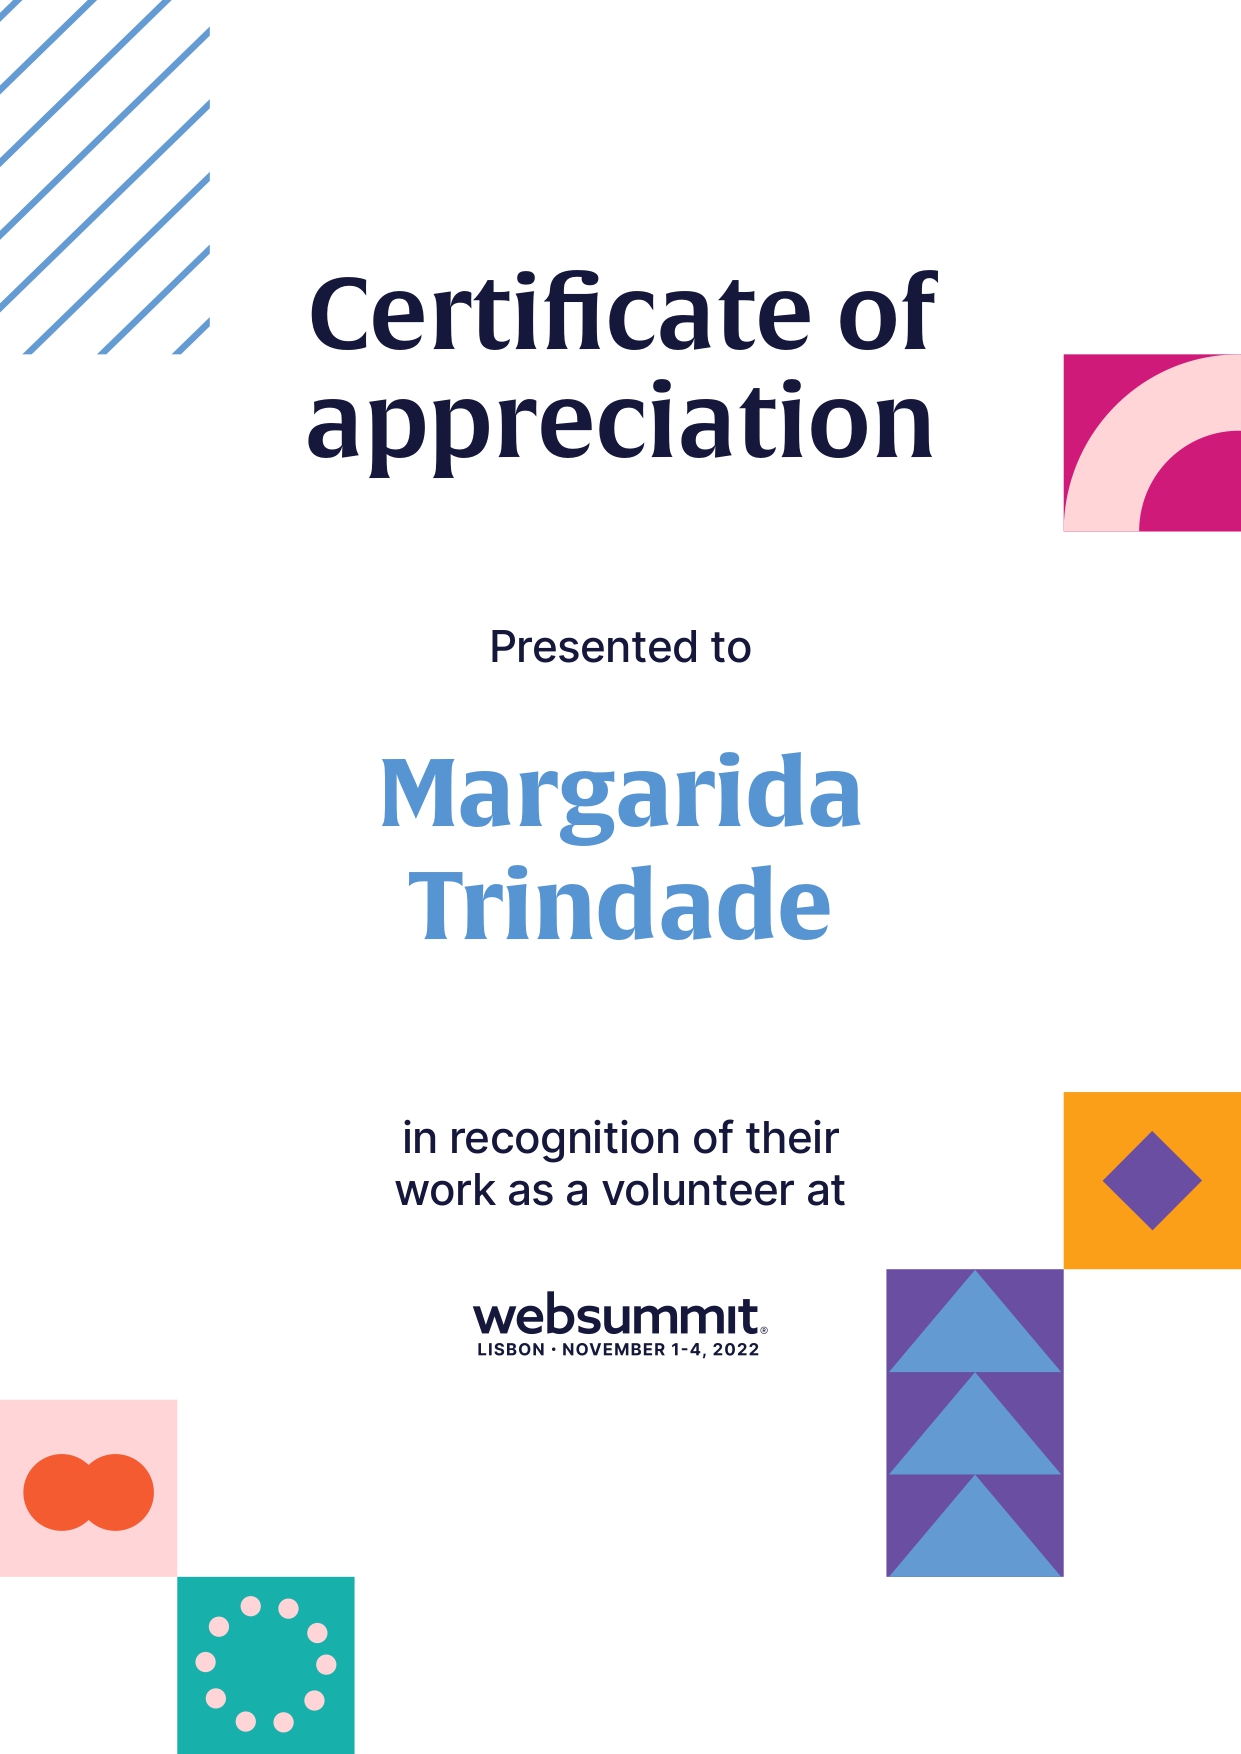 Certificate of
appreciation
Presented to
Margarida
Trindade
in recognition of their
work as a volunteer at
websummit®
LISBON · NOVEMBER 1-4, 2022